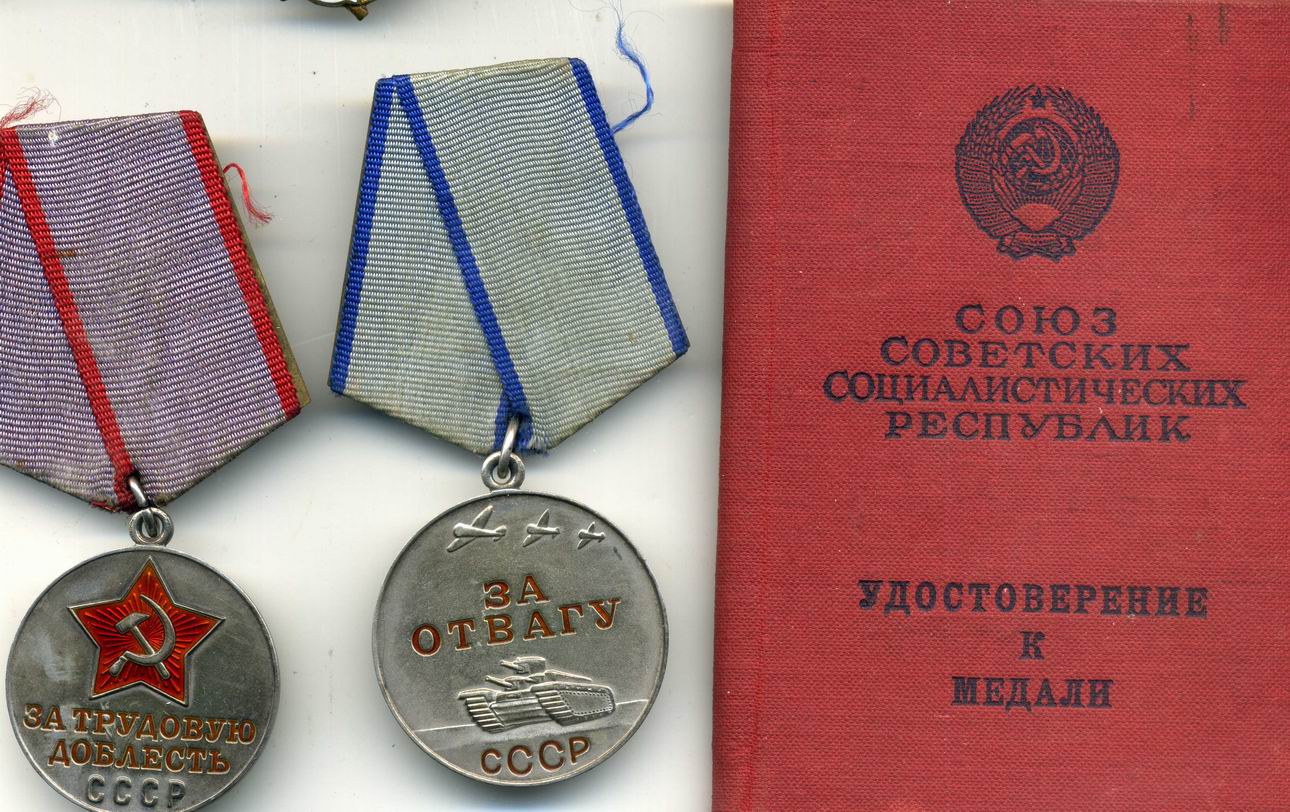 ЗА ТРУДОВУЮ
ДОБЛЕСТЬ
СССР
ЗА
ОТВАГУ
СССР
СОЮЗ
СОВЕТСКИХ
СОЦИАЛИСТИЧЕСКИХ
РЕСПУБЛИК
УДОСТОВЕРЕНИЕ
К
МЕДАЛИ